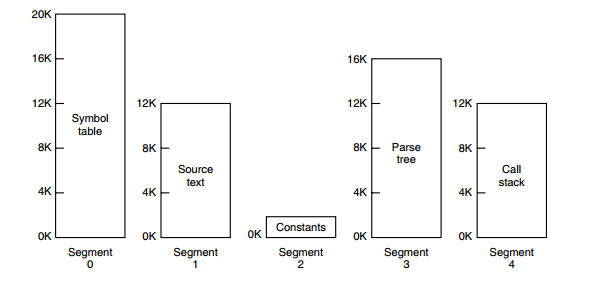 20K
16K
12K
8K
4K
0K
Symbol
table
Segment
0
12K
8K
4K
0K
Source
text
Segment
1
0K
Constants
Segment
2
16K
12K
8K
4K
0K
Parse
tree
Segment
3
12K
8K
4K
0K
Call
stack
Segment
4